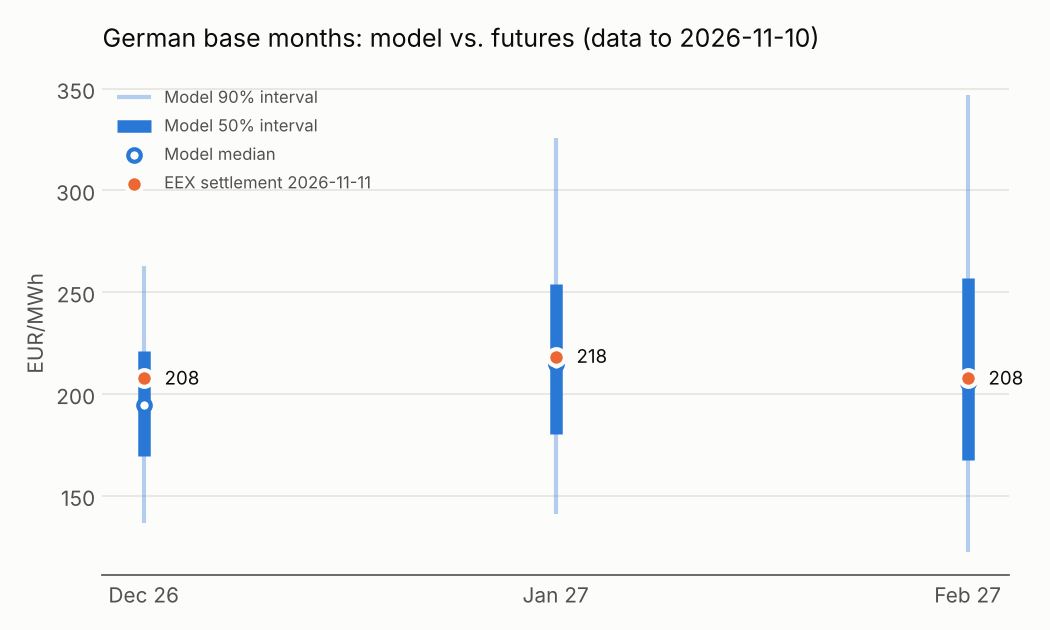 German base months: model vs. futures (data to 2026-11-10)
350
Model 90% interval
Model 50% interval
Model median
300
EEX settlement 2026-11-11
250
EUR/MWh
218
208
208
200
150
Dec 26
Jan 27
Feb 27